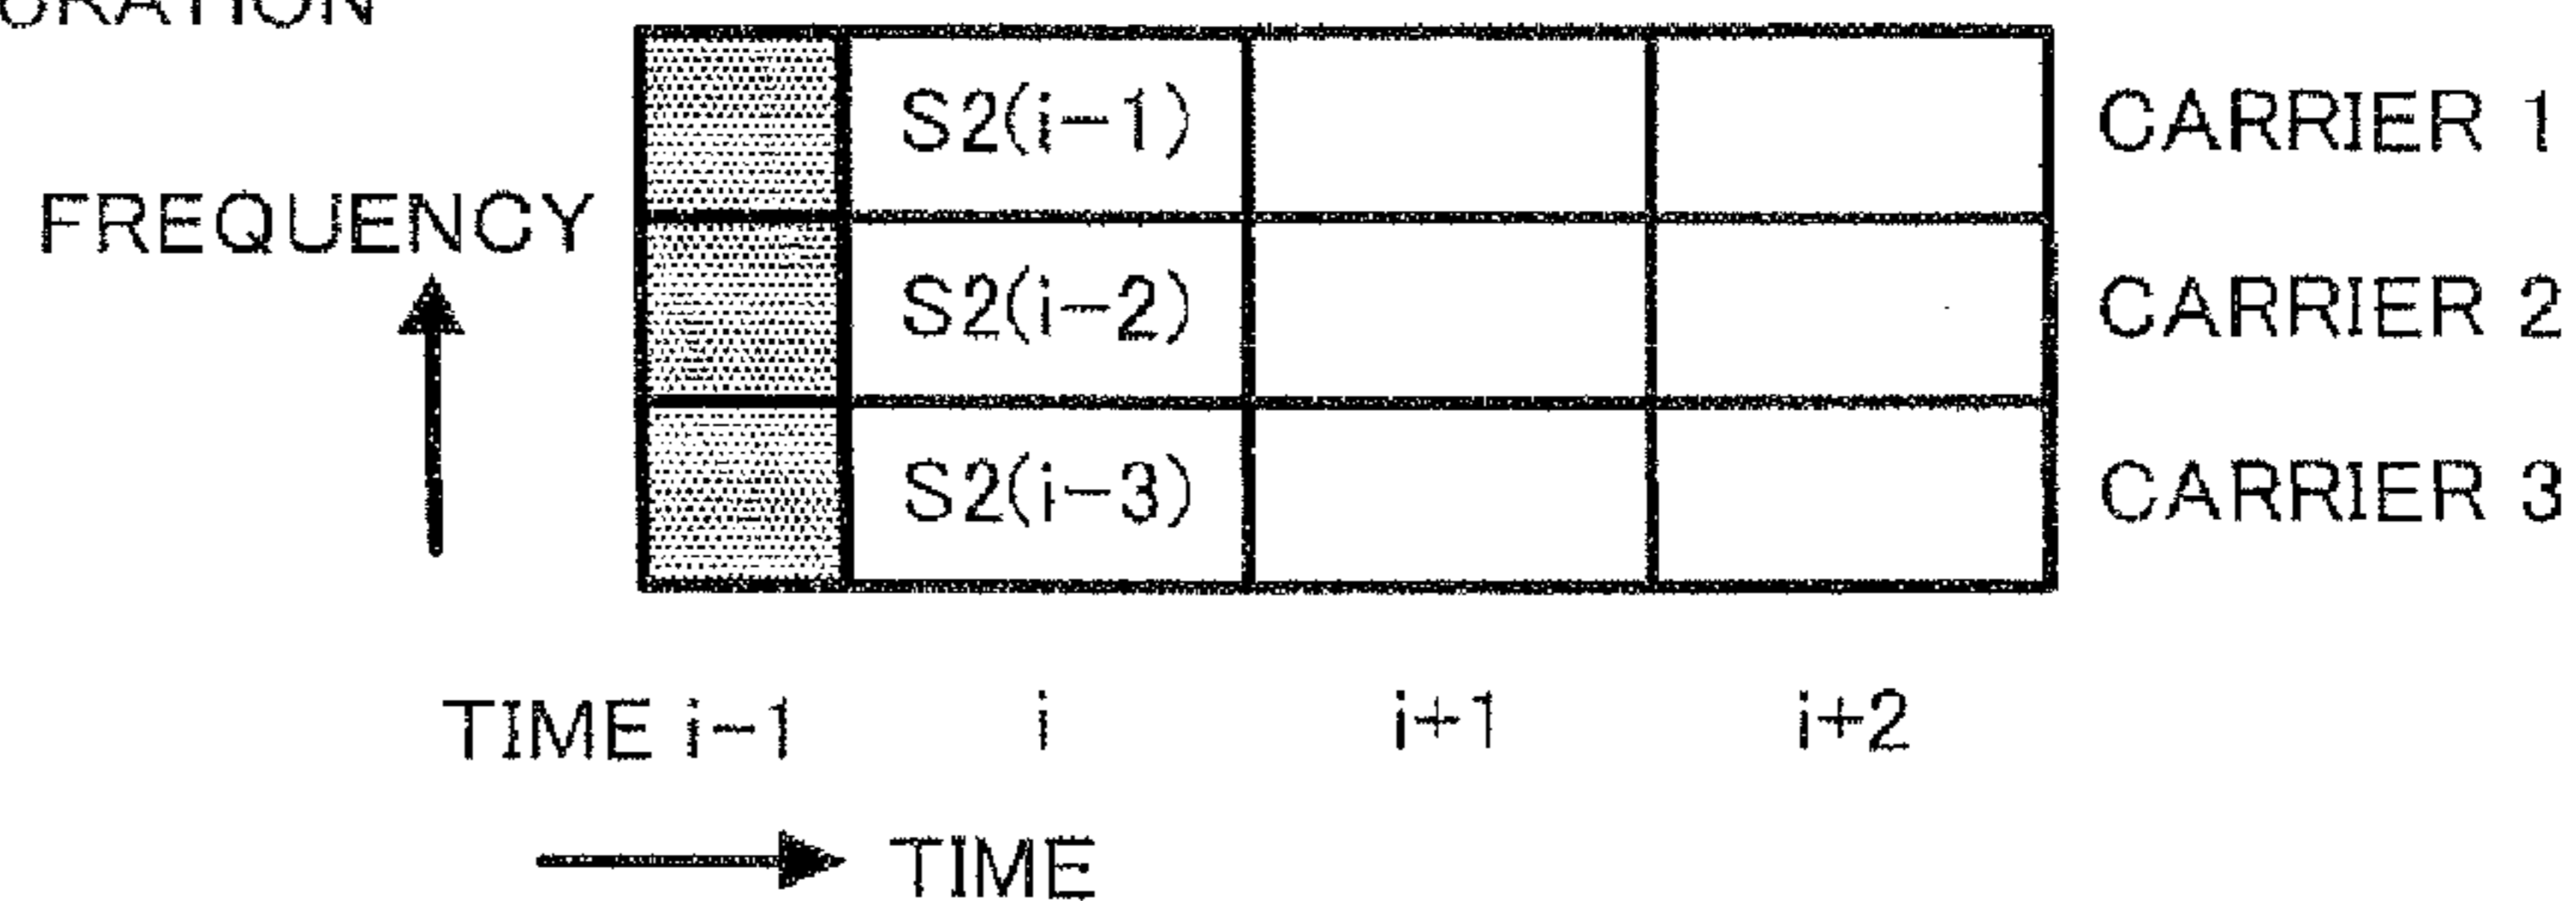 S2(i-1) CARRIER 1
FREQUENCY
S2(i-2) CARRIER 2
S2(i-3) CARRIER 3
TIME i-1 i i+1 i+2
TIME